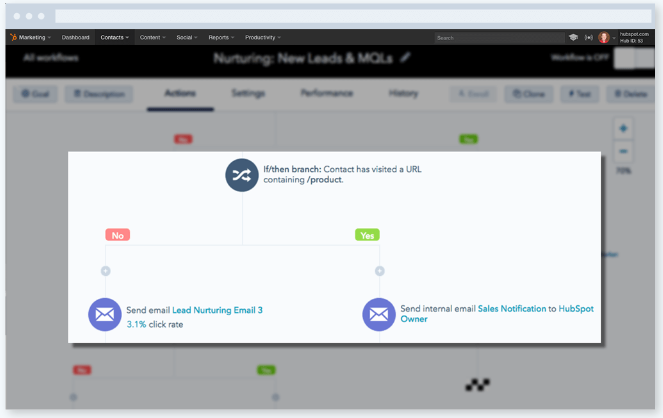 Marketing Dashboard Contacts Content Social Reports Productivity Search hubspot.com
Hub ID: 53
All workflows Nurturing: New Leads & MQLs Workflow is OFF
Goal Description Actions Settings Performance History Enroll Clone Test Delete
No Yes
70%
If/then branch: Contact has visited a URL
containing /product.
No Yes
Send email Lead Nurturing Email 3
3.1% click rate
Send internal email Sales Notification to HubSpot
Owner
No Yes